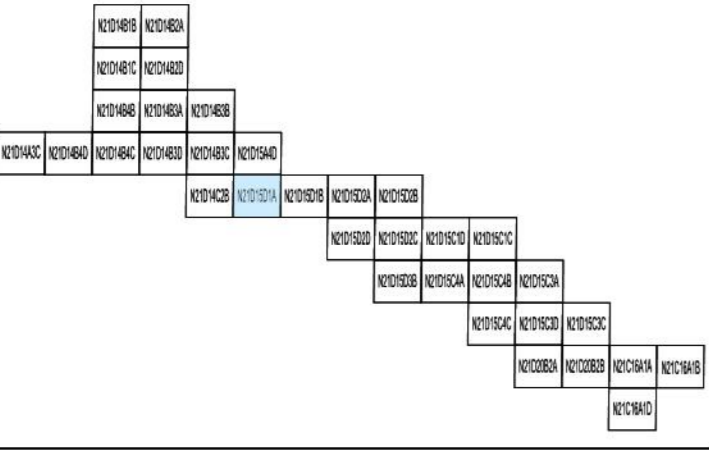 N21D14B1B N21D14B2A
N21D14B1C N21D14B2D
N21D14B4B N21D14B3A N21D14B3B
N21D14A3C N21D14B4D N21D14B4C N21D14B3D N21D14B3C N21D15A4D
N21D14C2B N21D15D1A N21D15D1B N21D15D2A N21D15D2B
N21D15D2D N21D15D2C N21D15C1D N21D15C1C
N21D15D3B N21D15C4A N21D15C4B N21D15C3A
N21D15C4C N21D15C3D N21D15C3C
N21D20B2A N21D20B2B N21C16A1A N21C16A1B
N21C16A1D